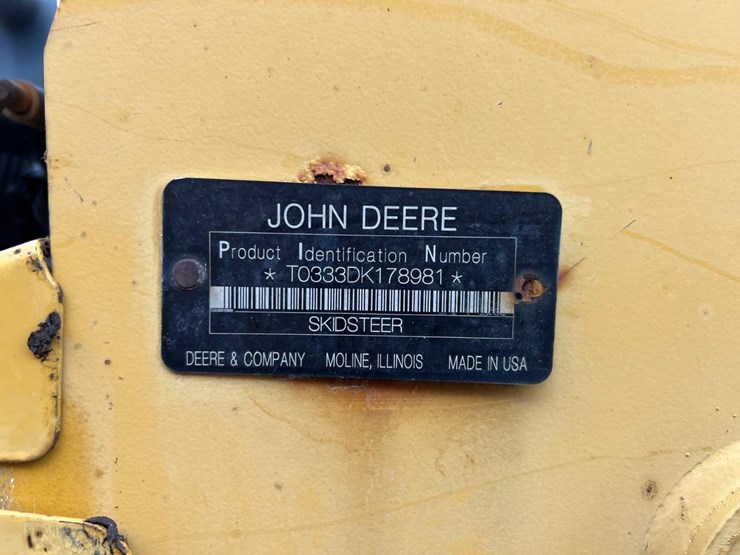 JOHN DEERE
Product Identification Number
* T0333DK178981 *
SKIDSTEER
DEERE & COMPANY MOLINE, ILLINOIS MADE IN USA